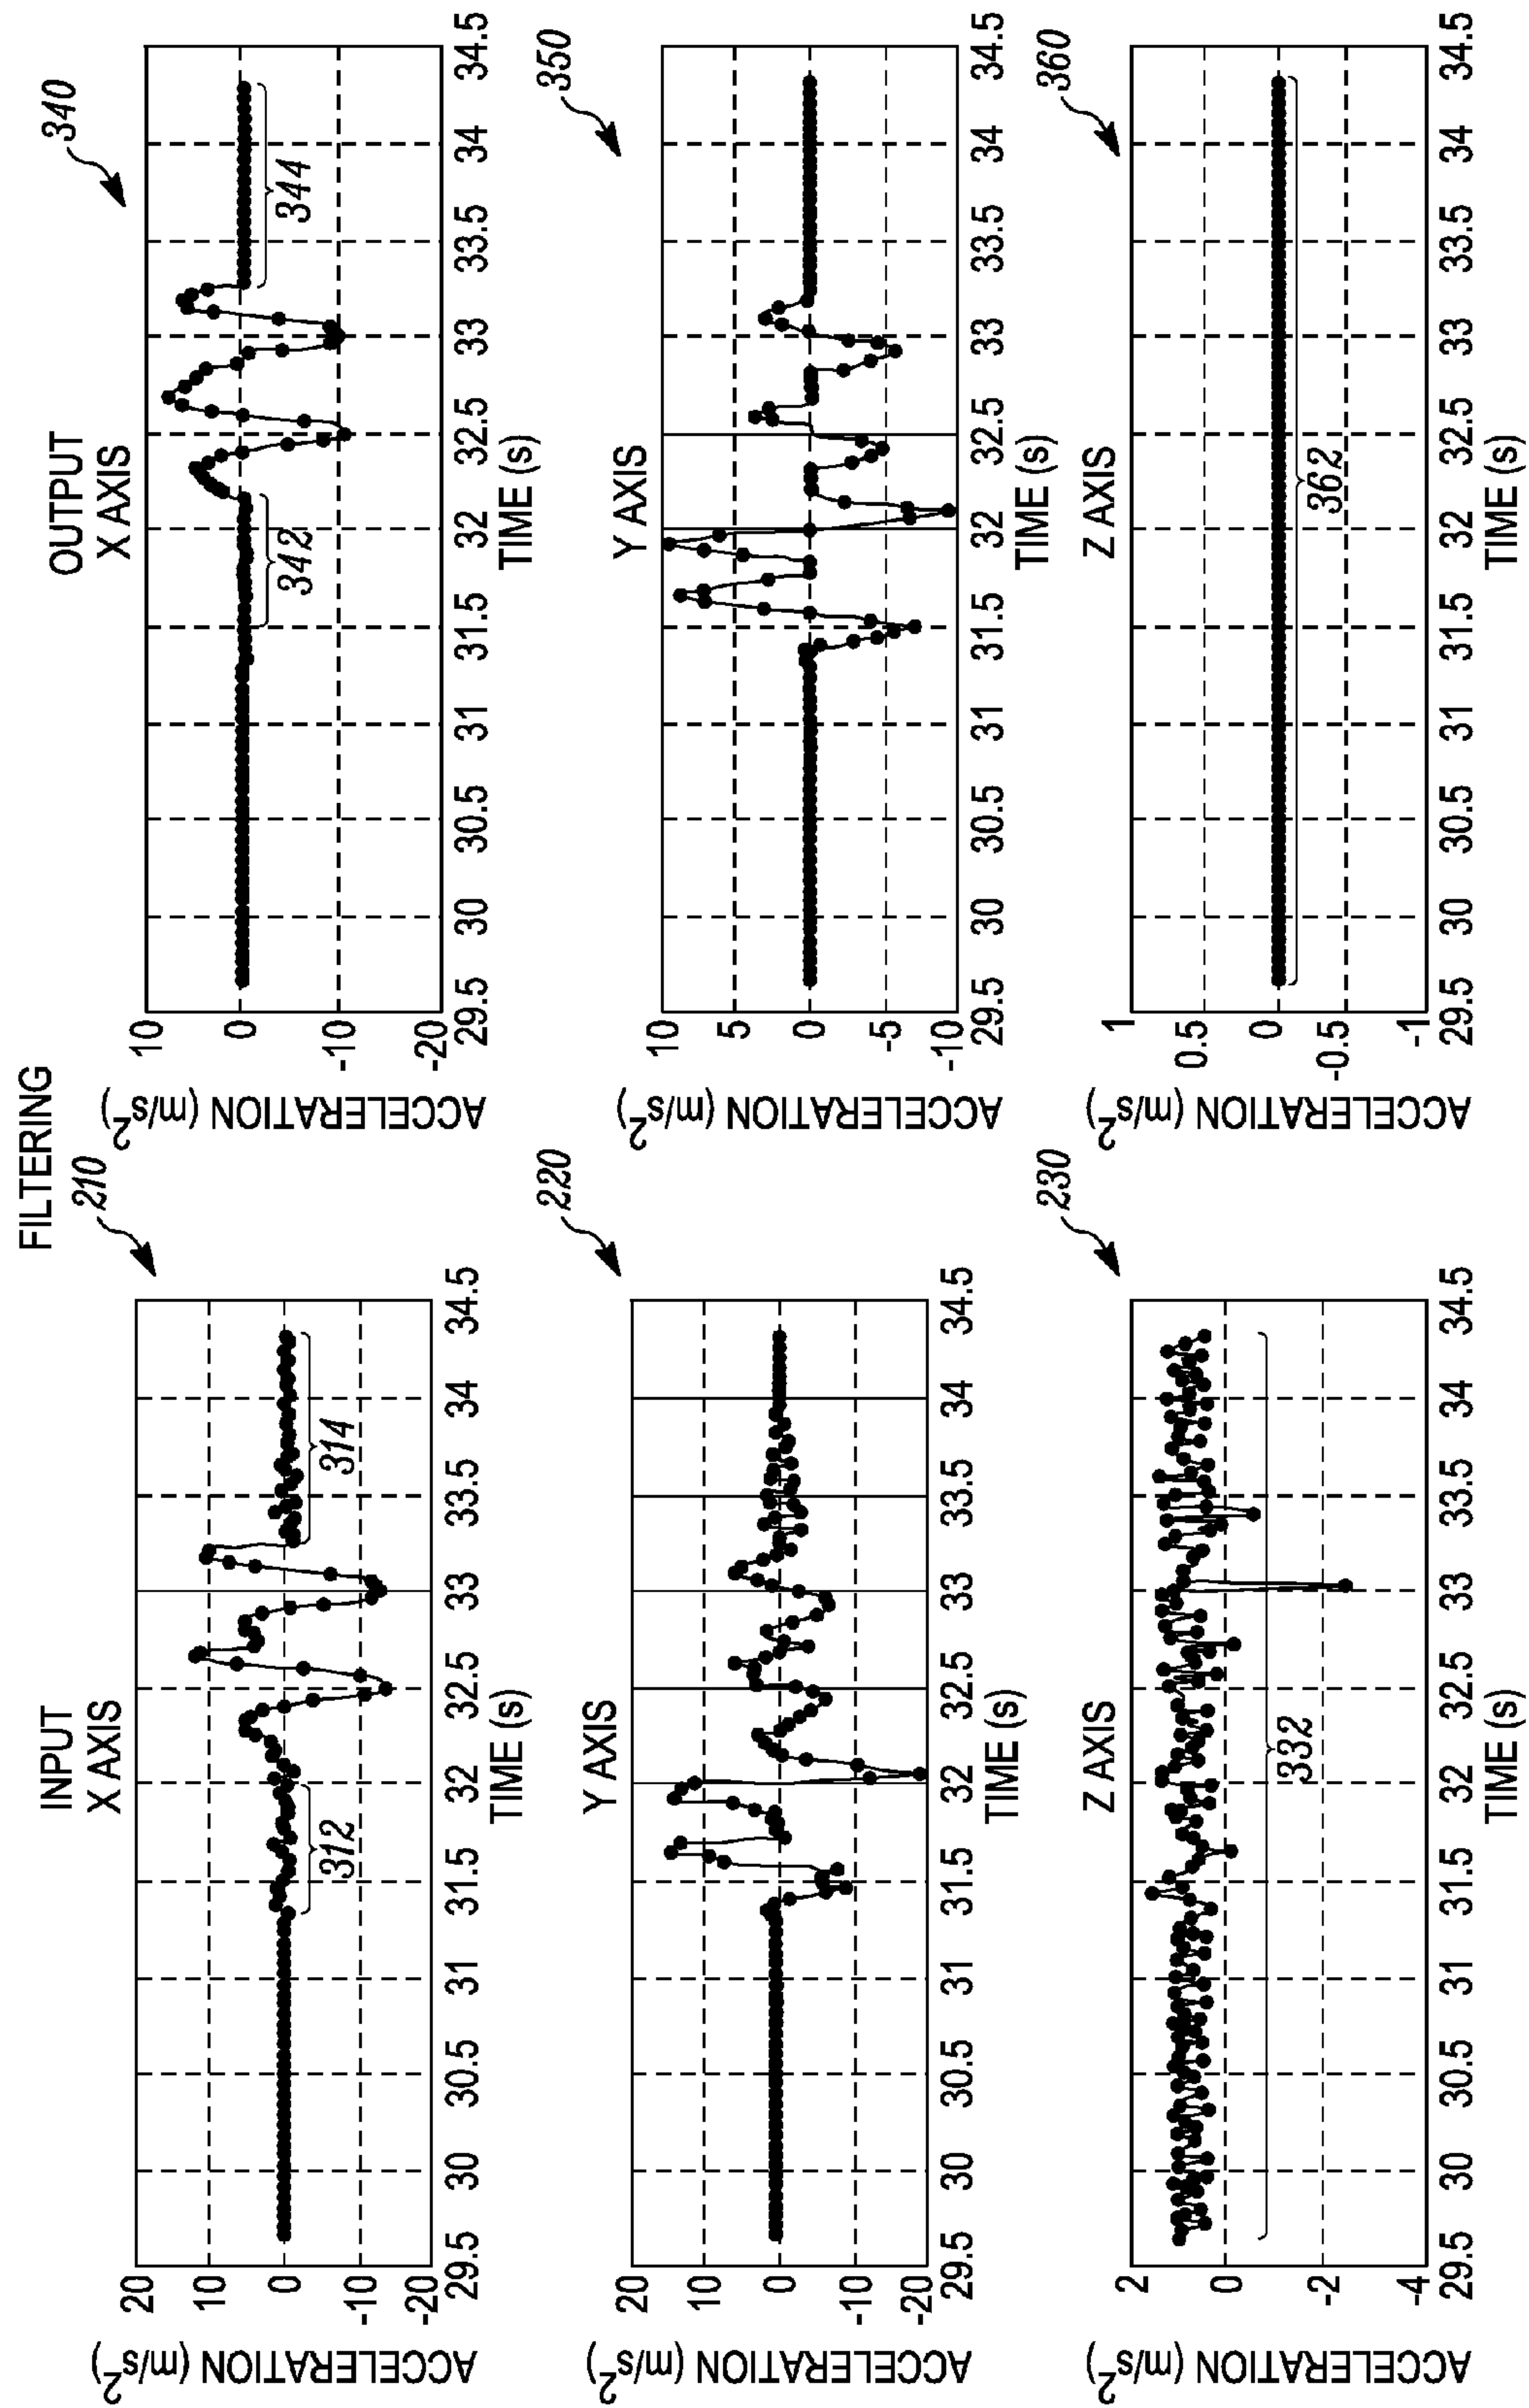 FILTERING
INPUT
X AXIS
210
ACCELERATION (m/s²)
20
10
0
-10
-20
312
314
29.5 30 30.5 31 31.5 32 32.5 33 33.5 34 34.5
TIME (s)
Y AXIS
220
ACCELERATION (m/s²)
20
10
0
-10
-20
29.5 30 30.5 31 31.5 32 32.5 33 33.5 34 34.5
TIME (s)
Z AXIS
230
ACCELERATION (m/s²)
2
0
-2
-4
332
29.5 30 30.5 31 31.5 32 32.5 33 33.5 34 34.5
TIME (s)
OUTPUT
X AXIS
340
ACCELERATION (m/s²)
10
0
-10
-20
342
344
29.5 30 30.5 31 31.5 32 32.5 33 33.5 34 34.5
TIME (s)
Y AXIS
350
ACCELERATION (m/s²)
10
5
0
-5
-10
29.5 30 30.5 31 31.5 32 32.5 33 33.5 34 34.5
TIME (s)
Z AXIS
360
ACCELERATION (m/s²)
1
0.5
0
-0.5
-1
362
29.5 30 30.5 31 31.5 32 32.5 33 33.5 34 34.5
TIME (s)